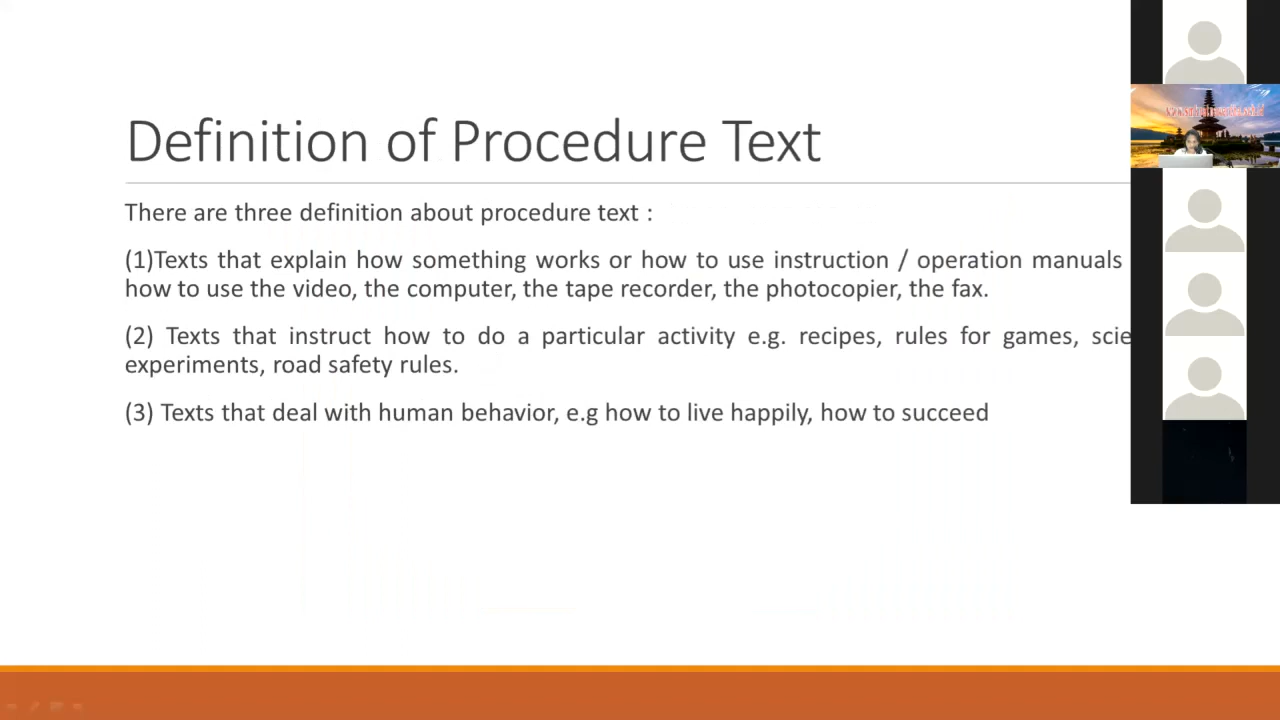 Definition of Procedure Text
There are three definition about procedure text :
(1)Texts that explain how something works or how to use instruction / operation manuals
how to use the video, the computer, the tape recorder, the photocopier, the fax.
(2) Texts that instruct how to do a particular activity e.g. recipes, rules for games,
experiments, road safety rules.
(3) Texts that deal with human behavior, e.g how to live happily, how to succeed